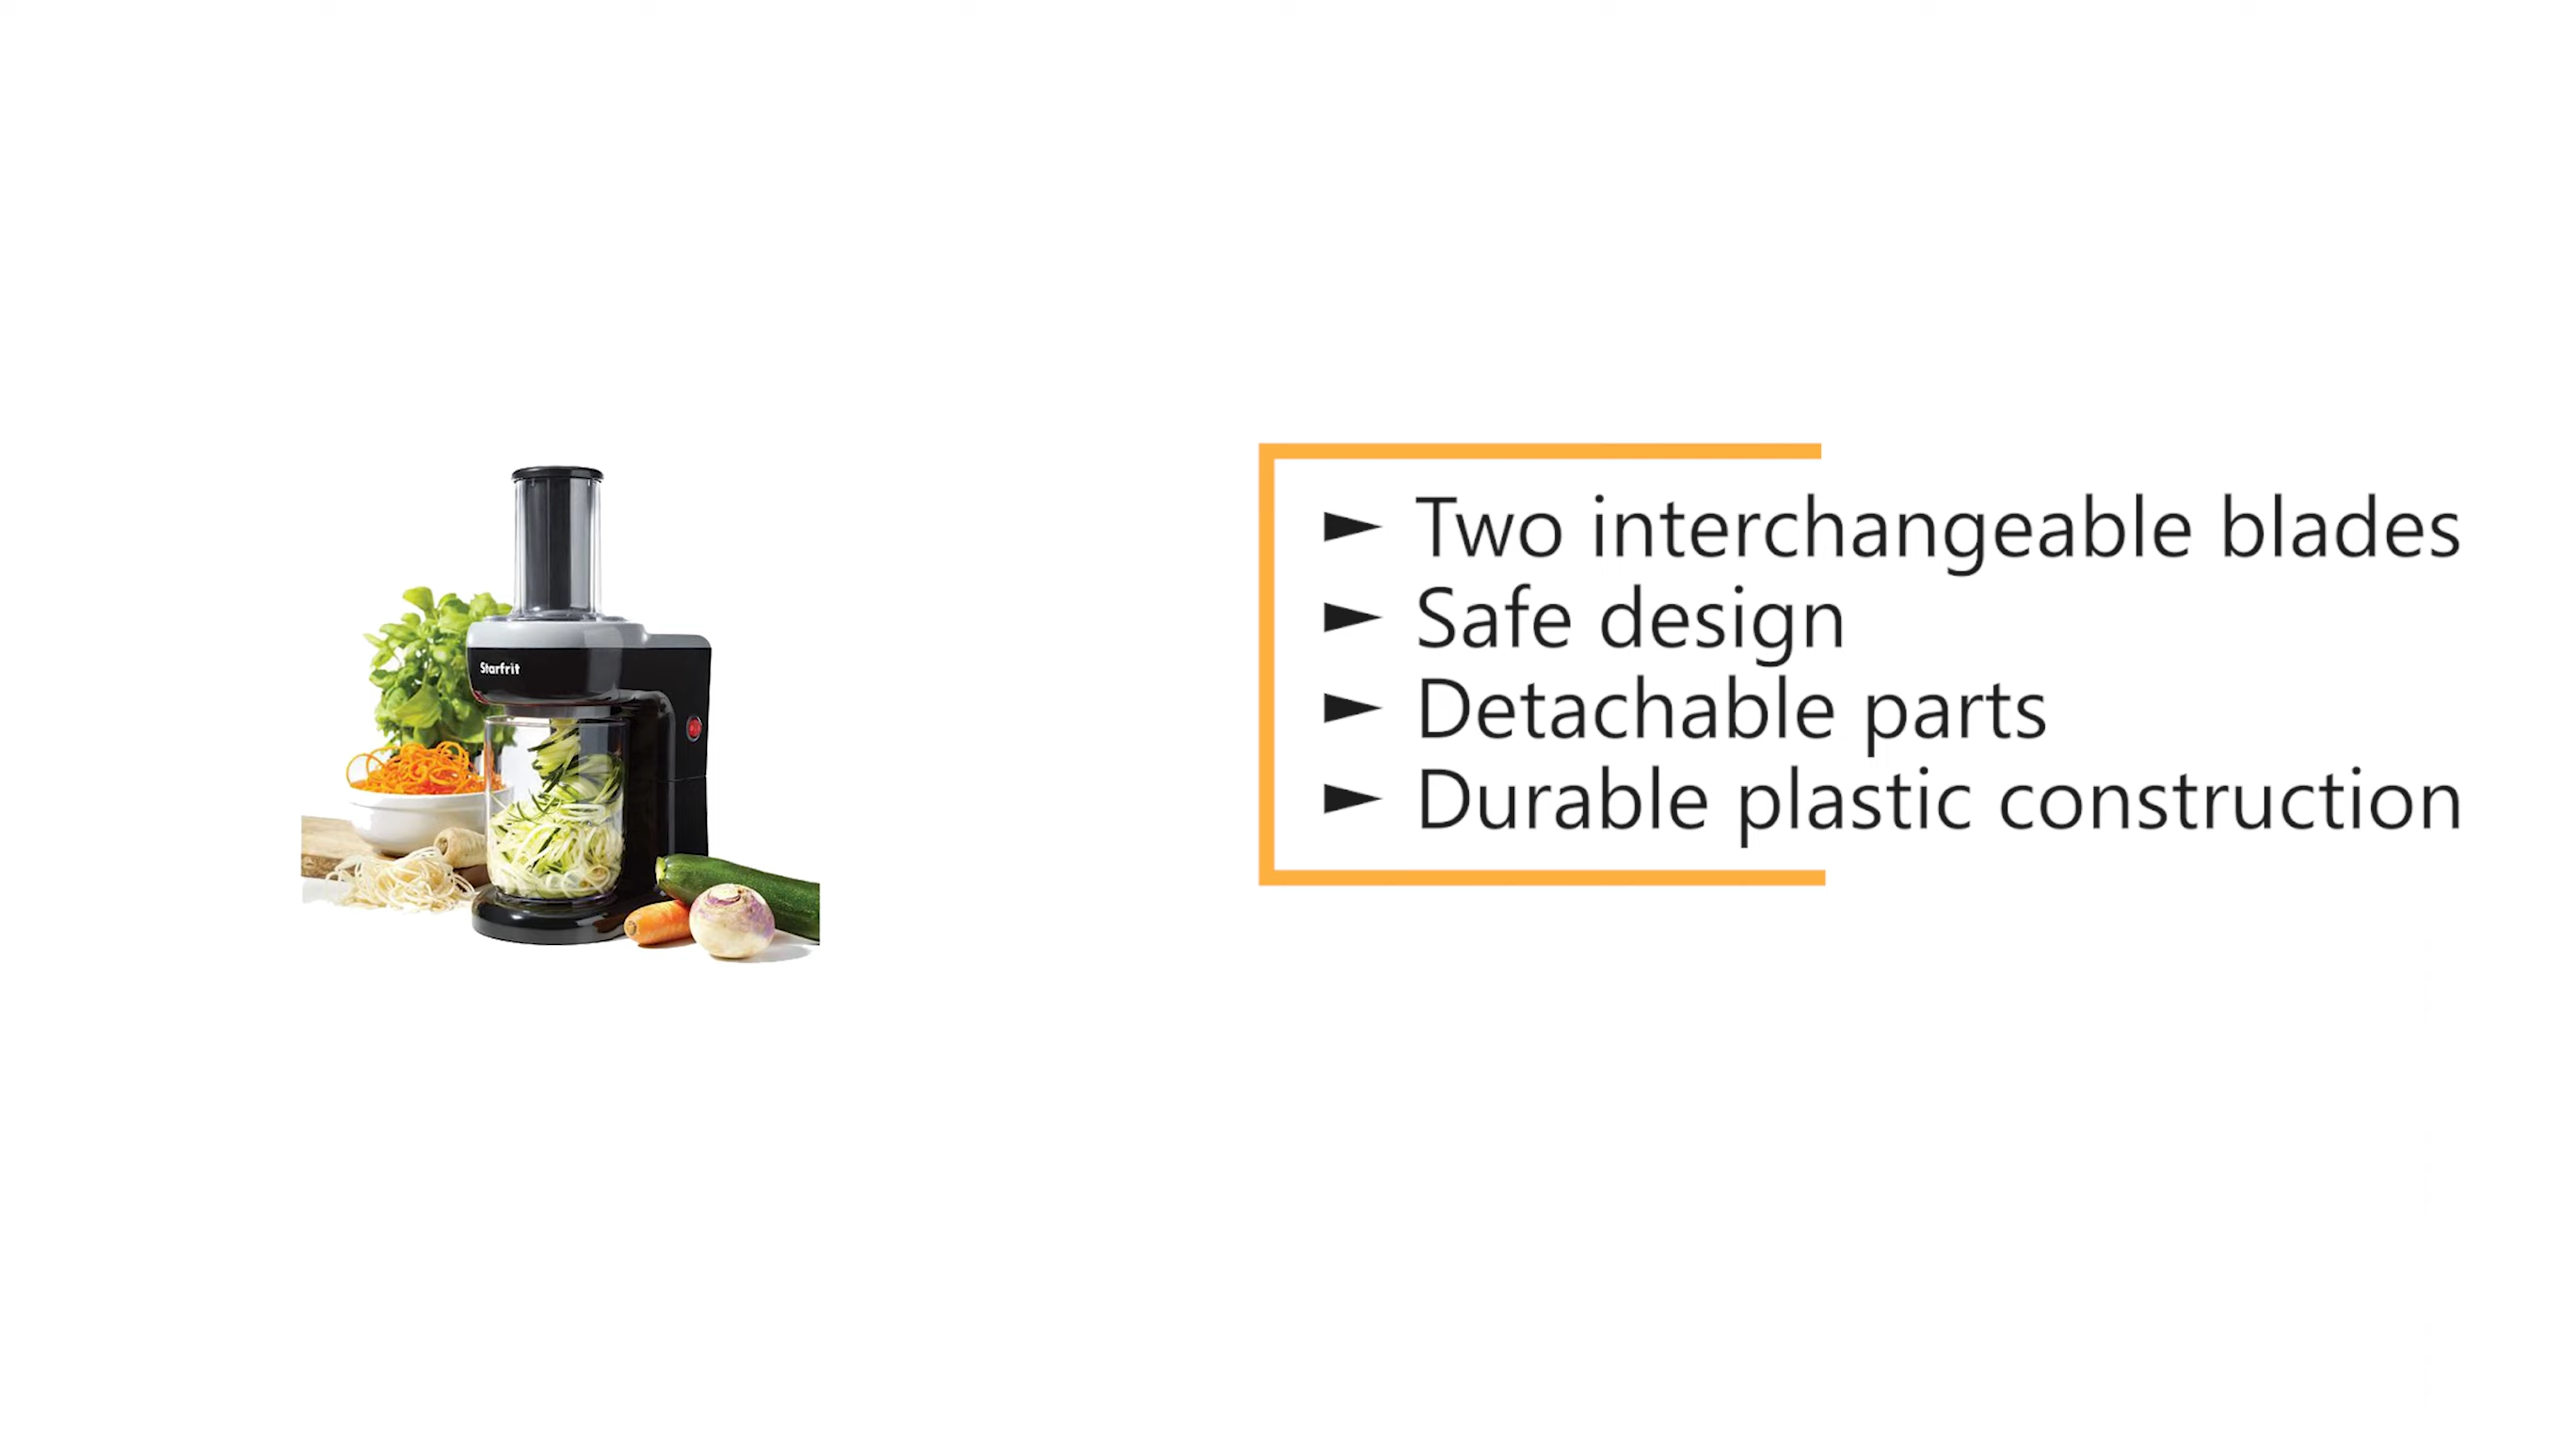 Starfrit
► Two interchangeable blades
► Safe design
► Detachable parts
► Durable plastic construction